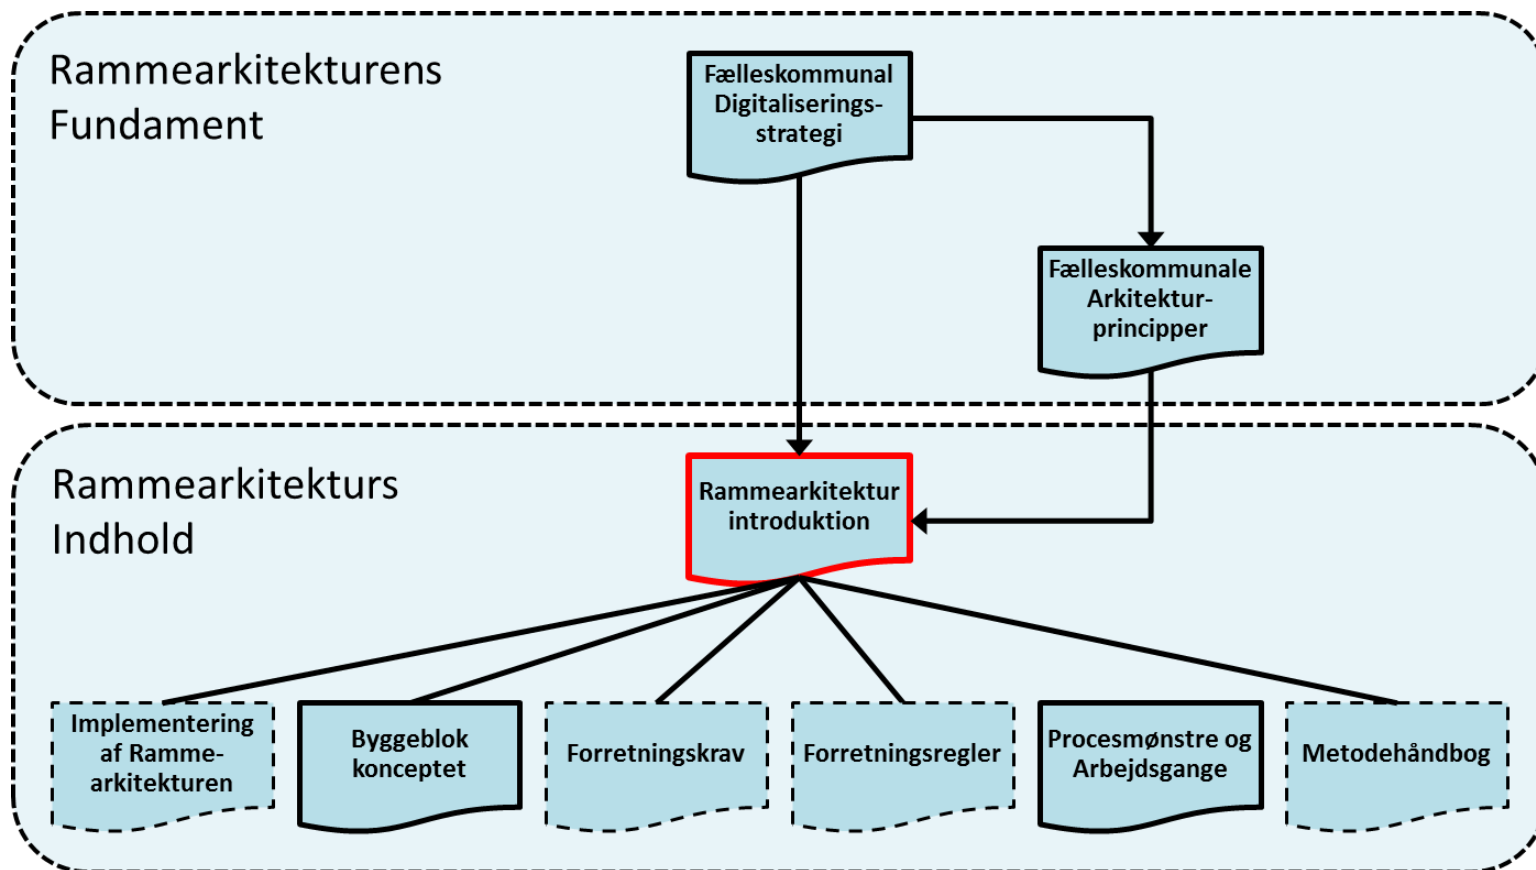 Rammearkitekturens
Fundament
Fælleskommunal
Digitaliserings-
strategi
Fælleskommunale
Arkitektur-
principper
Rammearkitekturs
Indhold
Rammearkitektur
introduktion
Implementering
af Ramme-
arkitekturen
Byggeblok
konceptet
Forretningskrav
Forretningsregler
Procesmønstre og
Arbejdsgange
Metodehåndbog